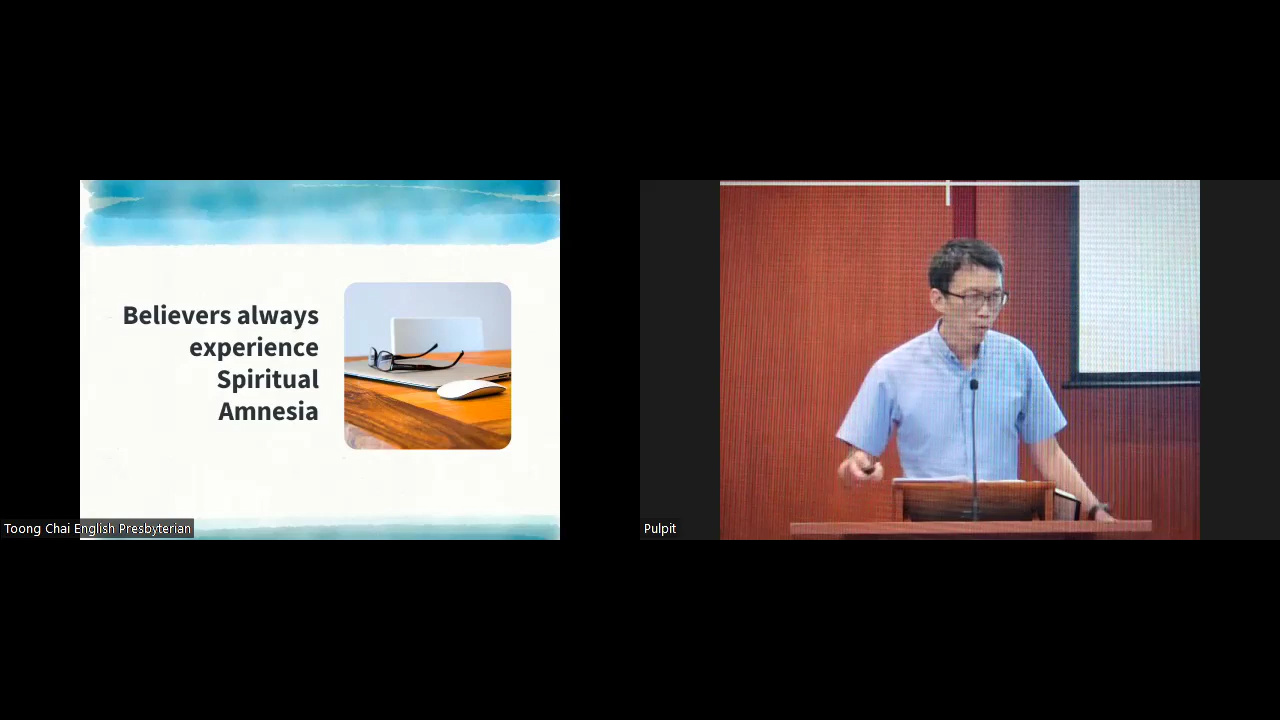 Believers always
experience
Spiritual
Amnesia
Toong Chai English Presbyterian
Pulpit